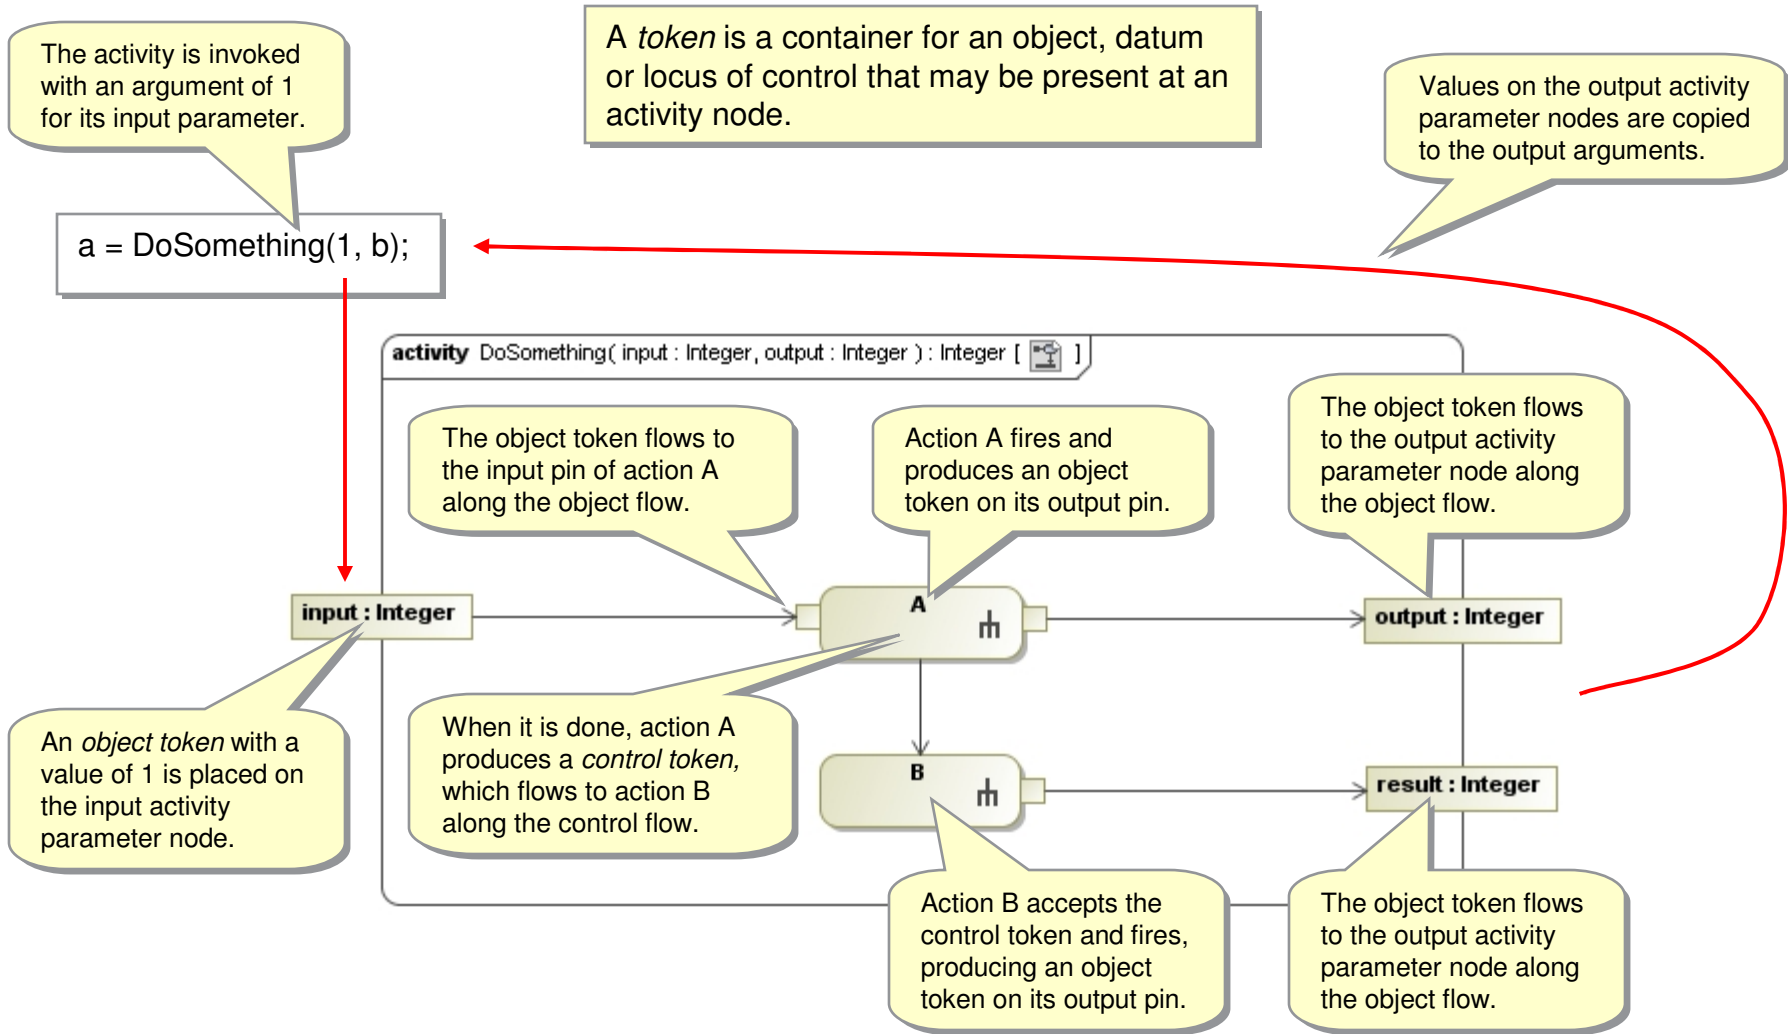 The activity is invoked
with an argument of 1
for its input parameter.
A token is a container for an object, datum
or locus of control that may be present at an
activity node.
Values on the output activity
parameter nodes are copied
to the output arguments.
a = DoSomething(1, b);
activity DoSomething( input : Integer, output : Integer ) : Integer [ ]
The object token flows to
the input pin of action A
along the object flow.
Action A fires and
produces an object
token on its output pin.
The object token flows
to the output activity
parameter node along
the object flow.
input : Integer
A
output : Integer
An object token with a
value of 1 is placed on
the input activity
parameter node.
When it is done, action A
produces a control token,
which flows to action B
along the control flow.
B
result : Integer
Action B accepts the
control token and fires,
producing an object
token on its output pin.
The object token flows
to the output activity
parameter node along
the object flow.